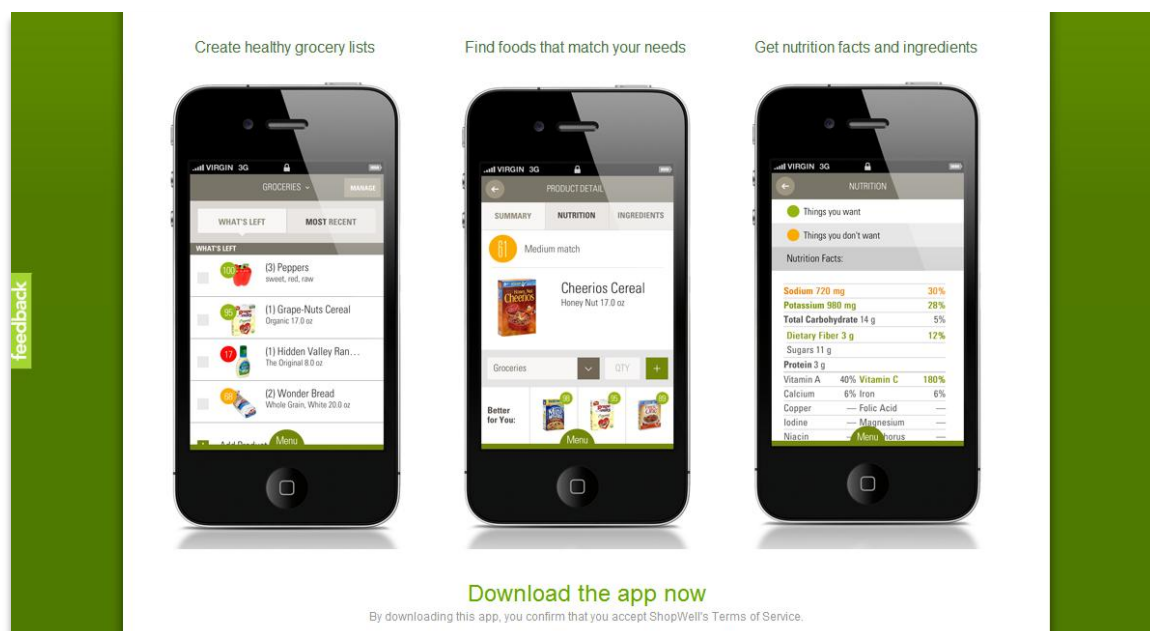 Create healthy grocery lists
Find foods that match your needs
Get nutrition facts and ingredients
VIRGIN 3G
GROCERIES
MANAGE
WHAT'S LEFT
MOST RECENT
WHAT'S LEFT
100
(3) Peppers
sweet, red, raw
95
(1) Grape-Nuts Cereal
Organic 17.0 oz
17
(1) Hidden Valley Ran...
The Original 8.0 oz
68
(2) Wonder Bread
Whole Grain, White 20.0 oz
Menu
VIRGIN 3G
PRODUCT DETAIL
SUMMARY
NUTRITION
INGREDIENTS
61
Medium match
Cheerios
Cheerios Cereal
Honey Nut 17.0 oz
Groceries
QTY
+
Better
for You:
98
95
89
Menu
VIRGIN 3G
NUTRITION
Things you want
Things you don't want
Nutrition Facts:
Sodium 720 mg 30%
Potassium 980 mg 28%
Total Carbohydrate 14 g 5%
Dietary Fiber 3 g 12%
Sugars 11 g
Protein 3 g
Vitamin A 40% Vitamin C 180%
Calcium 6% Iron 6%
Copper — Folic Acid —
Iodine — Magnesium —
Niacin — —
Menu
feedback
Download the app now
By downloading this app, you confirm that you accept ShopWell's Terms of Service.